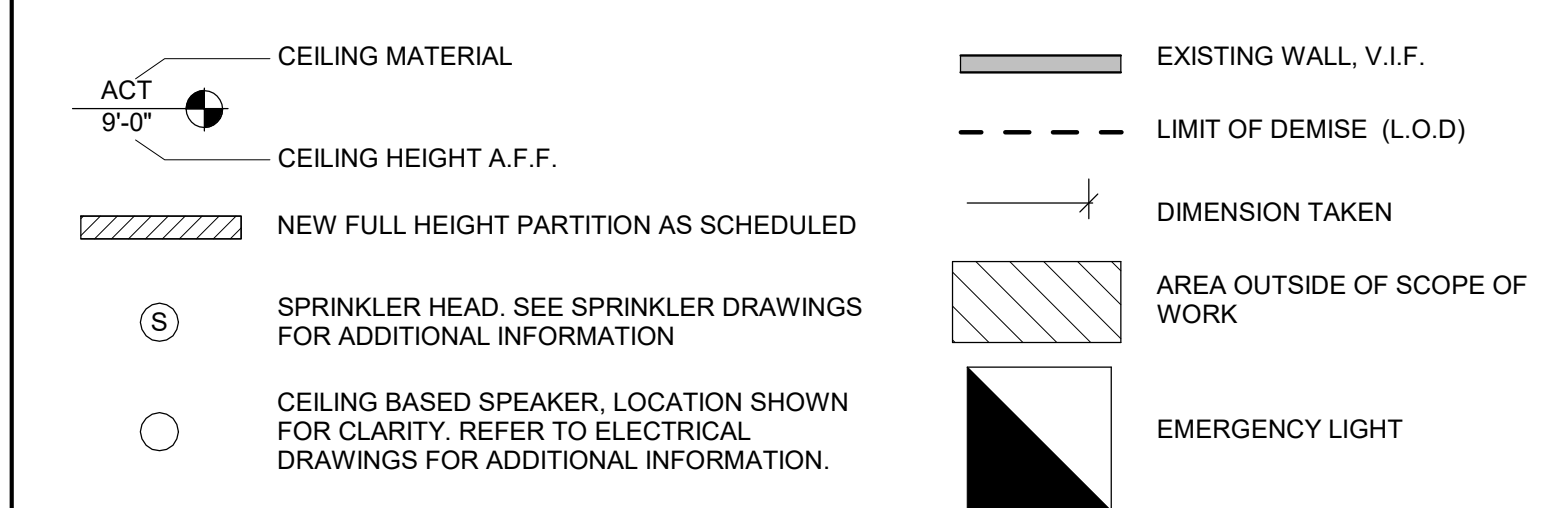 CEILING MATERIAL
ACT
9'-0"
CEILING HEIGHT A.F.F.
NEW FULL HEIGHT PARTITION AS SCHEDULED
S
SPRINKLER HEAD. SEE SPRINKLER DRAWINGS
FOR ADDITIONAL INFORMATION
CEILING BASED SPEAKER, LOCATION SHOWN
FOR CLARITY. REFER TO ELECTRICAL
DRAWINGS FOR ADDITIONAL INFORMATION.
EXISTING WALL, V.I.F.
LIMIT OF DEMISE (L.O.D)
DIMENSION TAKEN
AREA OUTSIDE OF SCOPE OF
WORK
EMERGENCY LIGHT